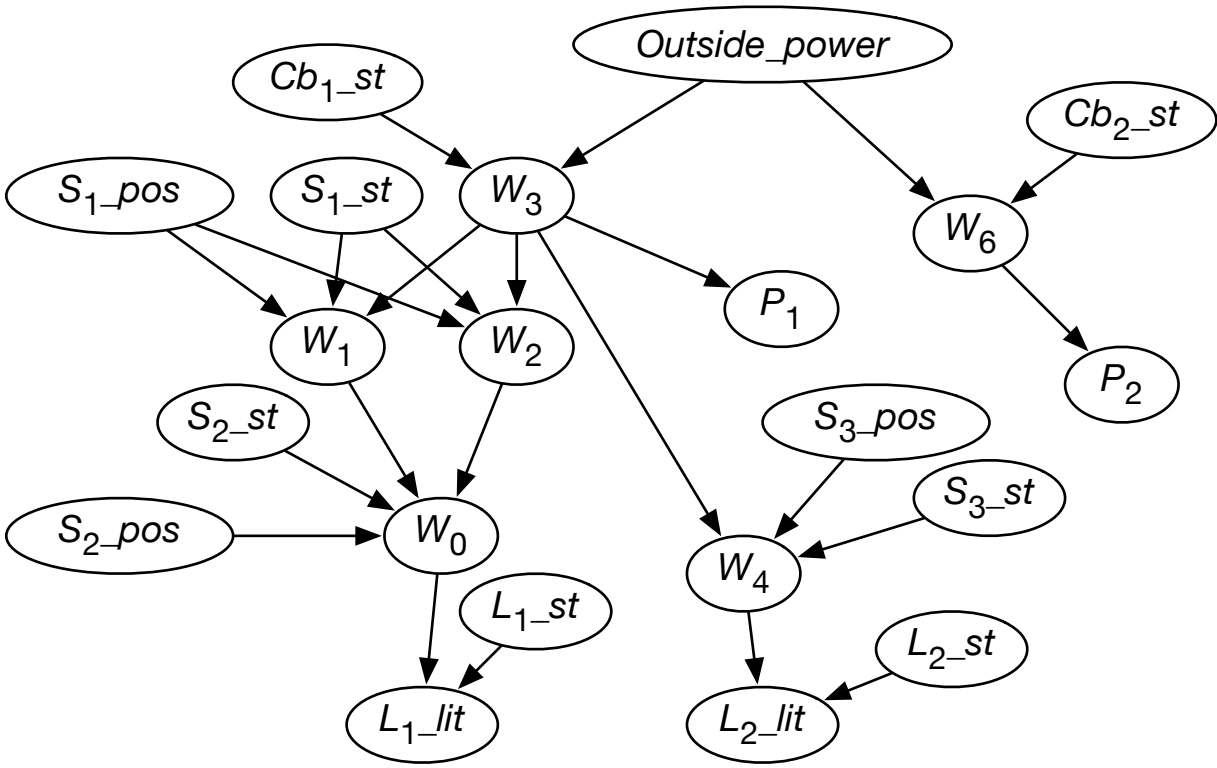 Outside_power
Cb1_st
Cb2_st
S1_pos
S1_st
W3
W6
P1
W1
W2
P2
S2_st
S3_pos
S3_st
S2_pos
W0
W4
L1_st
L2_st
L1_lit
L2_lit